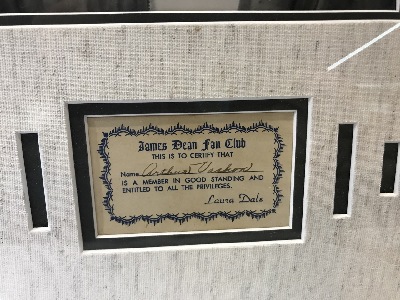 James Dean Fan Club
THIS IS TO CERTIFY THAT
Name Arthur
IS A MEMBER IN GOOD STANDING AND
ENTITLED TO ALL THE PRIVILEGES.
Laura Dale